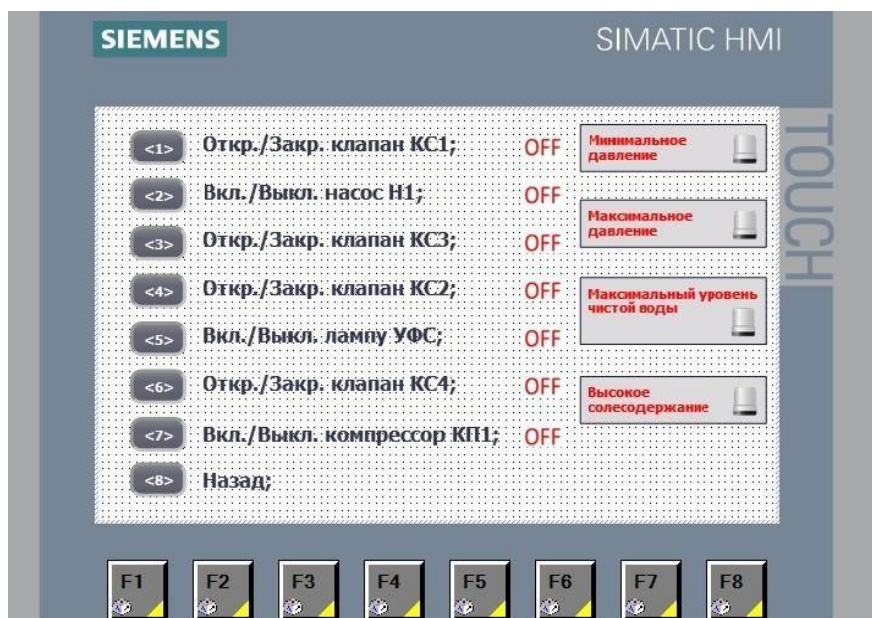 SIEMENS
SIMATIC HMI
TOUCH
<1> Откр./Закр. клапан КС1; OFF
<2> Вкл./Выкл. насос Н1; OFF
<3> Откр./Закр. клапан КС3; OFF
<4> Откр./Закр. клапан КС2; OFF
<5> Вкл./Выкл. лампу УФС; OFF
<6> Откр./Закр. клапан КС4; OFF
<7> Вкл./Выкл. компрессор КП1; OFF
<8> Назад;
Минимальное
давление
Максимальное
давление
Максимальный уровень
чистой воды
Высокое
солесодержание
F1 F2 F3 F4 F5 F6 F7 F8